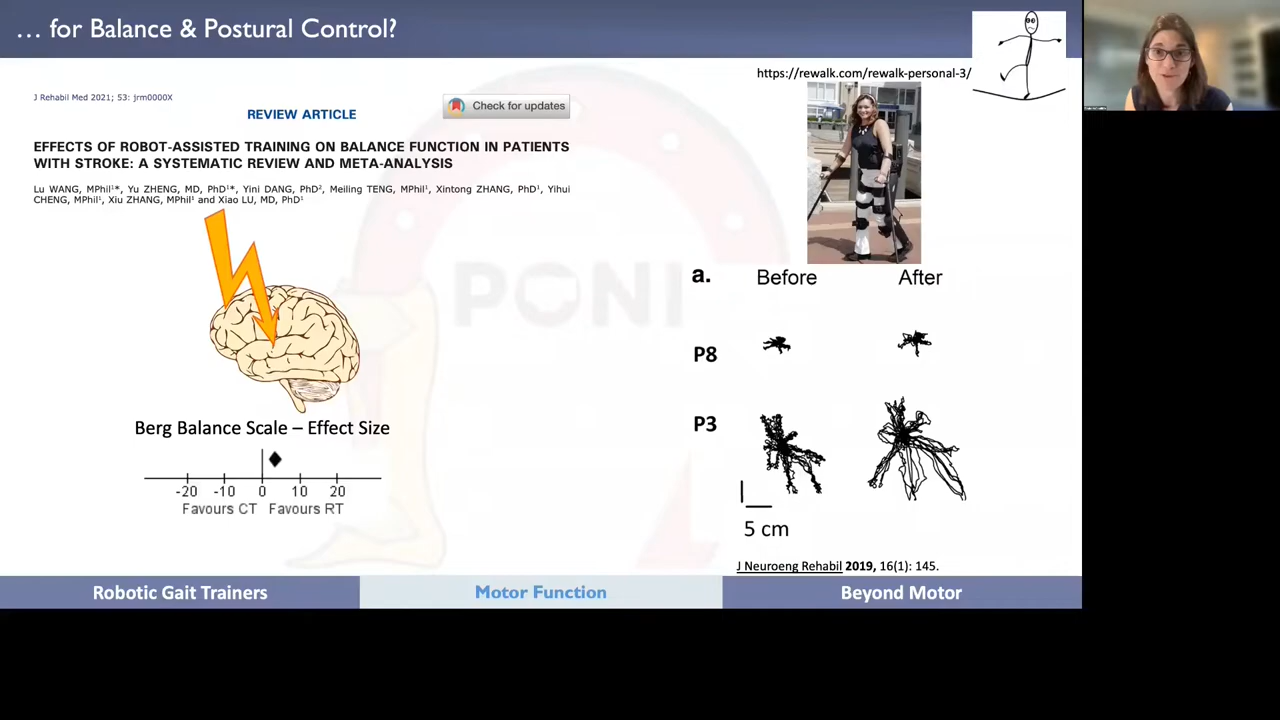 … for Balance & Postural Control?
https://rewalk.com/rewalk-personal-3/
J Rehabil Med 2021; 53: jrm0000X
REVIEW ARTICLE
Check for updates
EFFECTS OF ROBOT-ASSISTED TRAINING ON BALANCE FUNCTION IN PATIENTS
WITH STROKE: A SYSTEMATIC REVIEW AND META-ANALYSIS
Lu WANG, MPhil¹*, Yu ZHENG, MD, PhD¹*, Yini DANG, PhD², Meiling TENG, MPhil¹, Xintong ZHANG, PhD¹, Yihui
CHENG, MPhil¹, Xiu ZHANG, MPhil¹ and Xiao LU, MD, PhD¹
PONI
Berg Balance Scale – Effect Size
-20 -10 0 10 20
Favours CT Favours RT
a. Before After
P8
P3
5 cm
J Neuroeng Rehabil 2019, 16(1): 145.
Robotic Gait Trainers
Motor Function
Beyond Motor